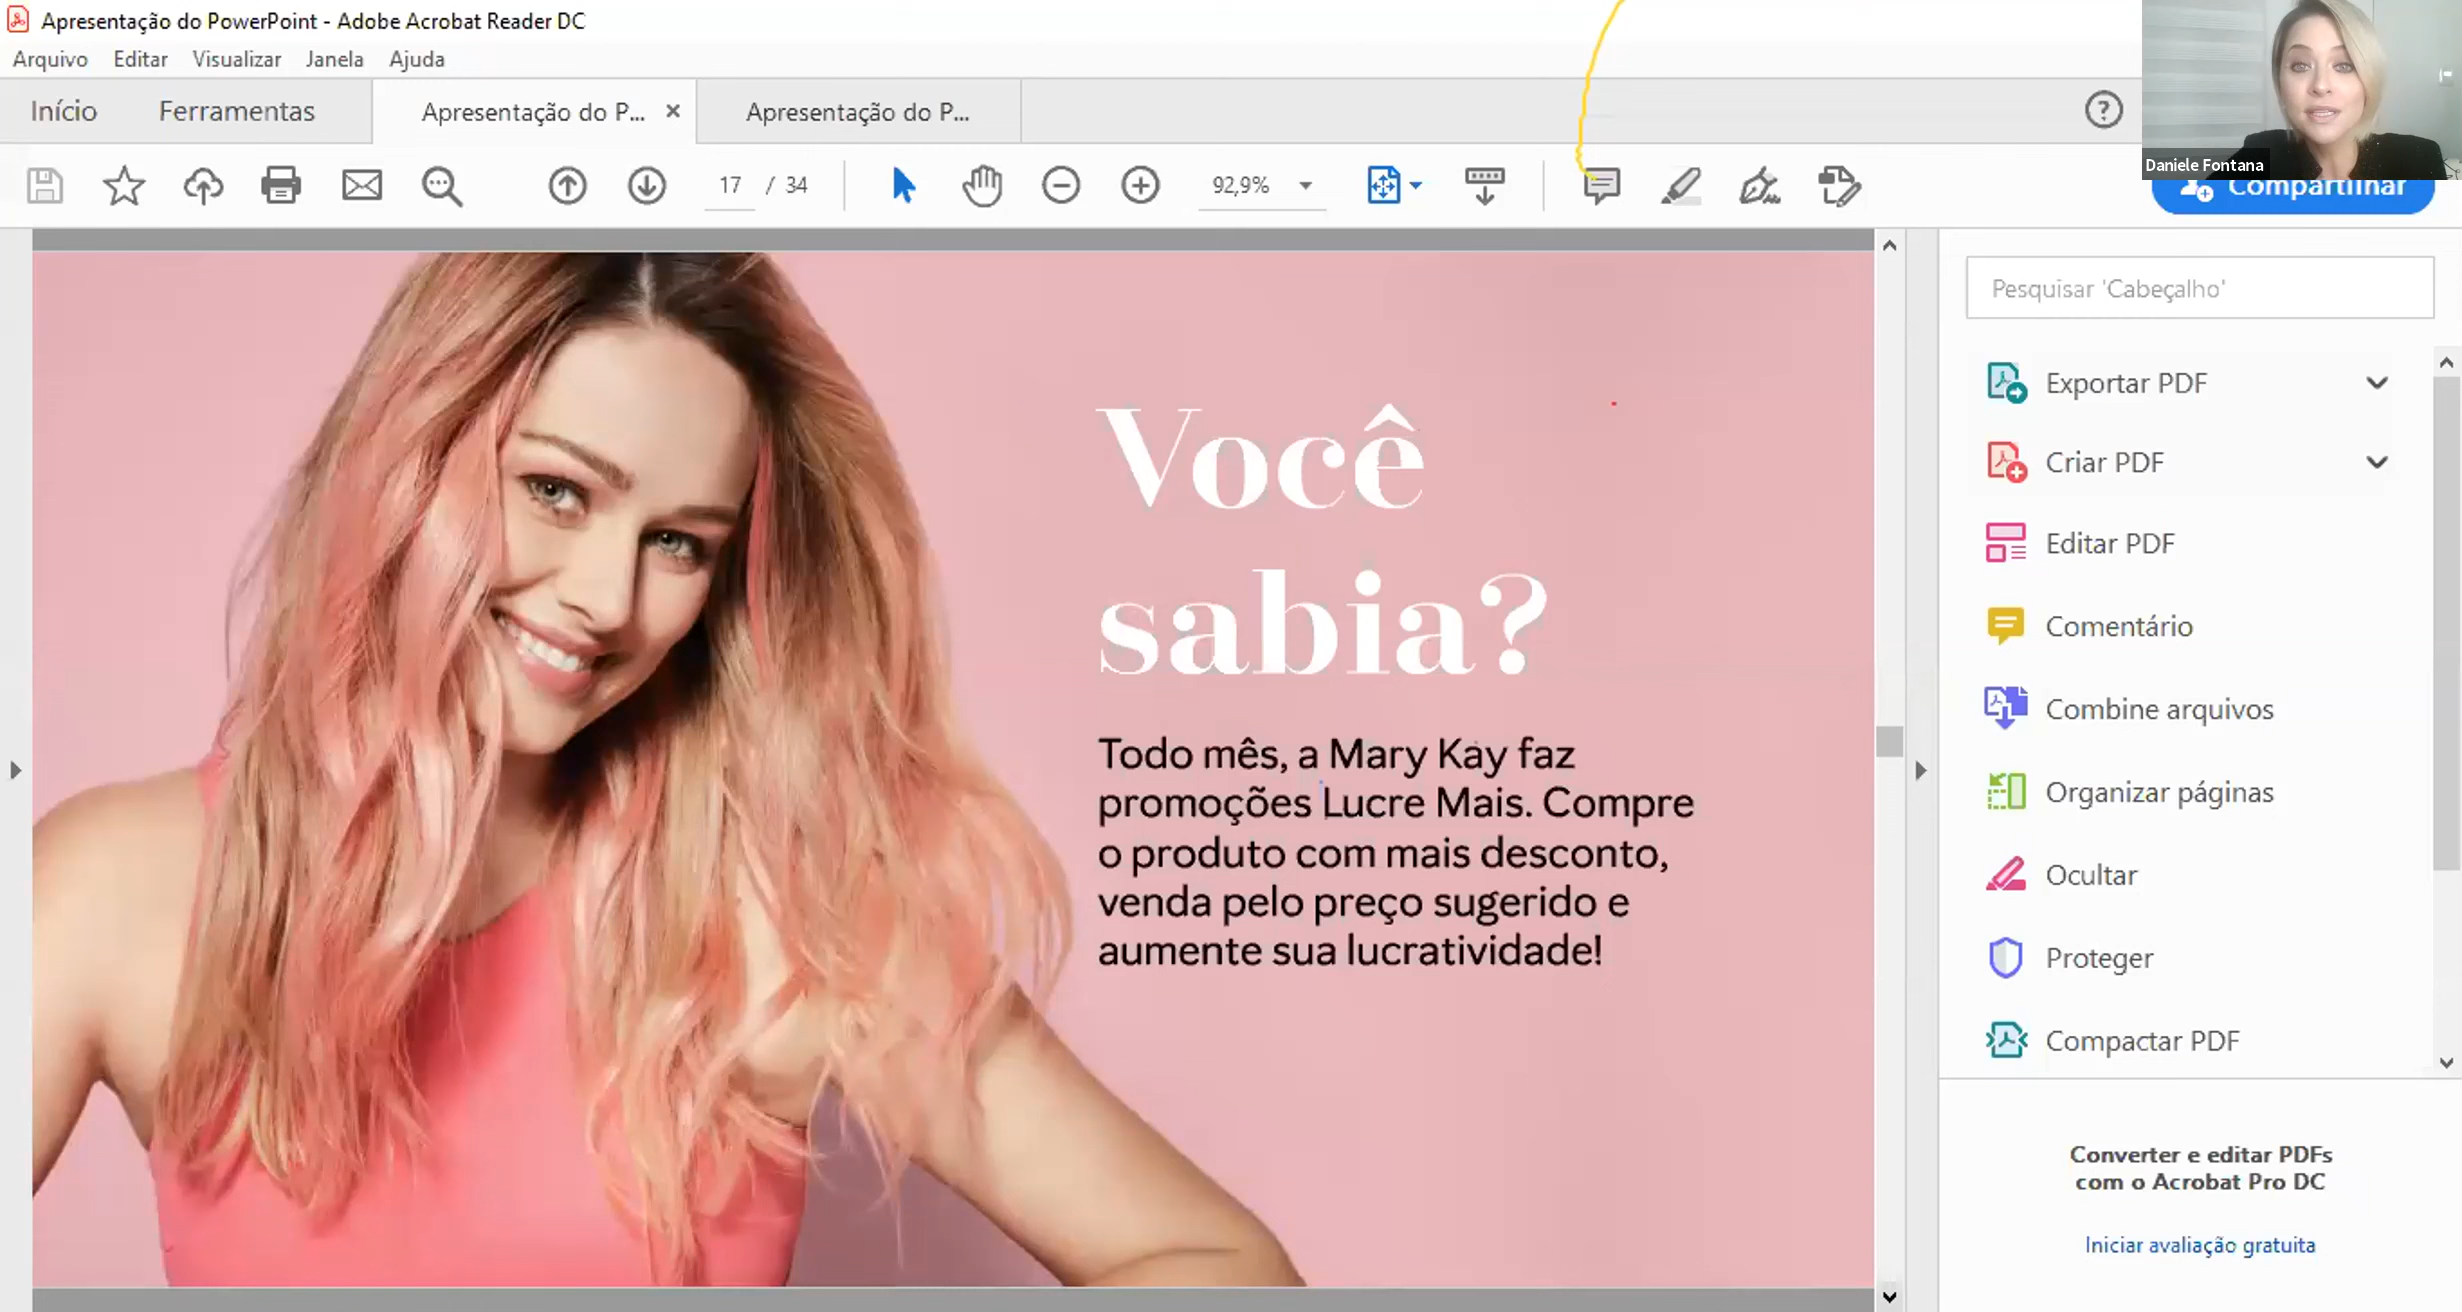 Apresentação do PowerPoint - Adobe Acrobat Reader DC
Arquivo Editar Visualizar Janela Ajuda
Início Ferramentas Apresentação do P... Apresentação do P...
17 / 34 92,9%
Daniele Fontana
Compartilhar
Você
sabia?
Todo mês, a Mary Kay faz
promoções Lucre Mais. Compre
o produto com mais desconto,
venda pelo preço sugerido e
aumente sua lucratividade!
Pesquisar 'Cabeçalho'
Exportar PDF
Criar PDF
Editar PDF
Comentário
Combine arquivos
Organizar páginas
Ocultar
Proteger
Compactar PDF
Converter e editar PDFs
com o Acrobat Pro DC
Iniciar avaliação gratuita